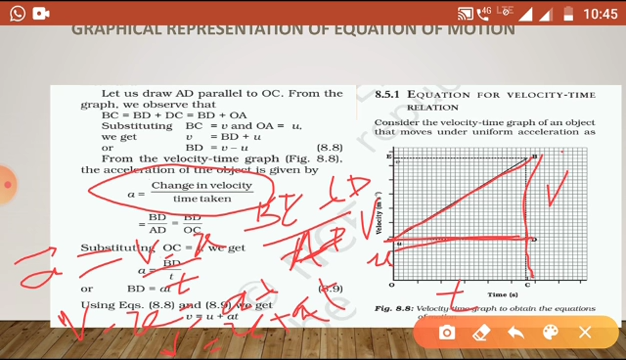 4G LTE 10:45
GRAPHICAL REPRESENTATION OF EQUATION OF MOTION
Let us draw AD parallel to OC. From the
graph, we observe that
BC = BD + DC = BD + OA
Substituting BC = v and OA = u,
we get v = BD + u
or BD = v – u (8.8)
From the velocity-time graph (Fig. 8.8),
the acceleration of the object is given by
a = Change in velocity / time taken
= BD / AD = BD / OC
Substituting OC = t, we get
a = BD / t
or BD = at (8.9)
Using Eqs. (8.8) and (8.9) we get
v = u + at
8.5.1 EQUATION FOR VELOCITY-TIME
RELATION
Consider the velocity-time graph of an object
that moves under uniform acceleration as
E B
v
Velocity (m s⁻¹)
u D
O C
Time (s)
Fig. 8.8: Velocity-time graph to obtain the equations
V
u
t
a = v - u / t